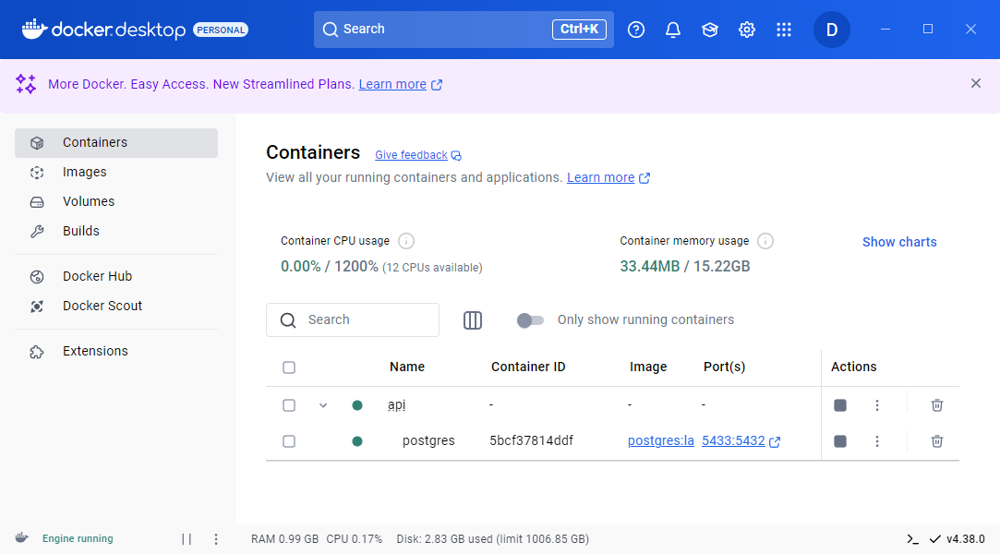 docker.desktop PERSONAL Search Ctrl+K D
More Docker. Easy Access. New Streamlined Plans. Learn more
Containers
Images
Volumes
Builds
Docker Hub
Docker Scout
Extensions
Containers Give feedback
View all your running containers and applications. Learn more
Container CPU usage
0.00% / 1200% (12 CPUs available)
Container memory usage
33.44MB / 15.22GB
Show charts
Search Only show running containers
Name Container ID Image Port(s) Actions
api - - -
postgres 5bcf37814ddf postgres:la 5433:5432
Engine running RAM 0.99 GB CPU 0.17% Disk: 2.83 GB used (limit 1006.85 GB) v4.38.0